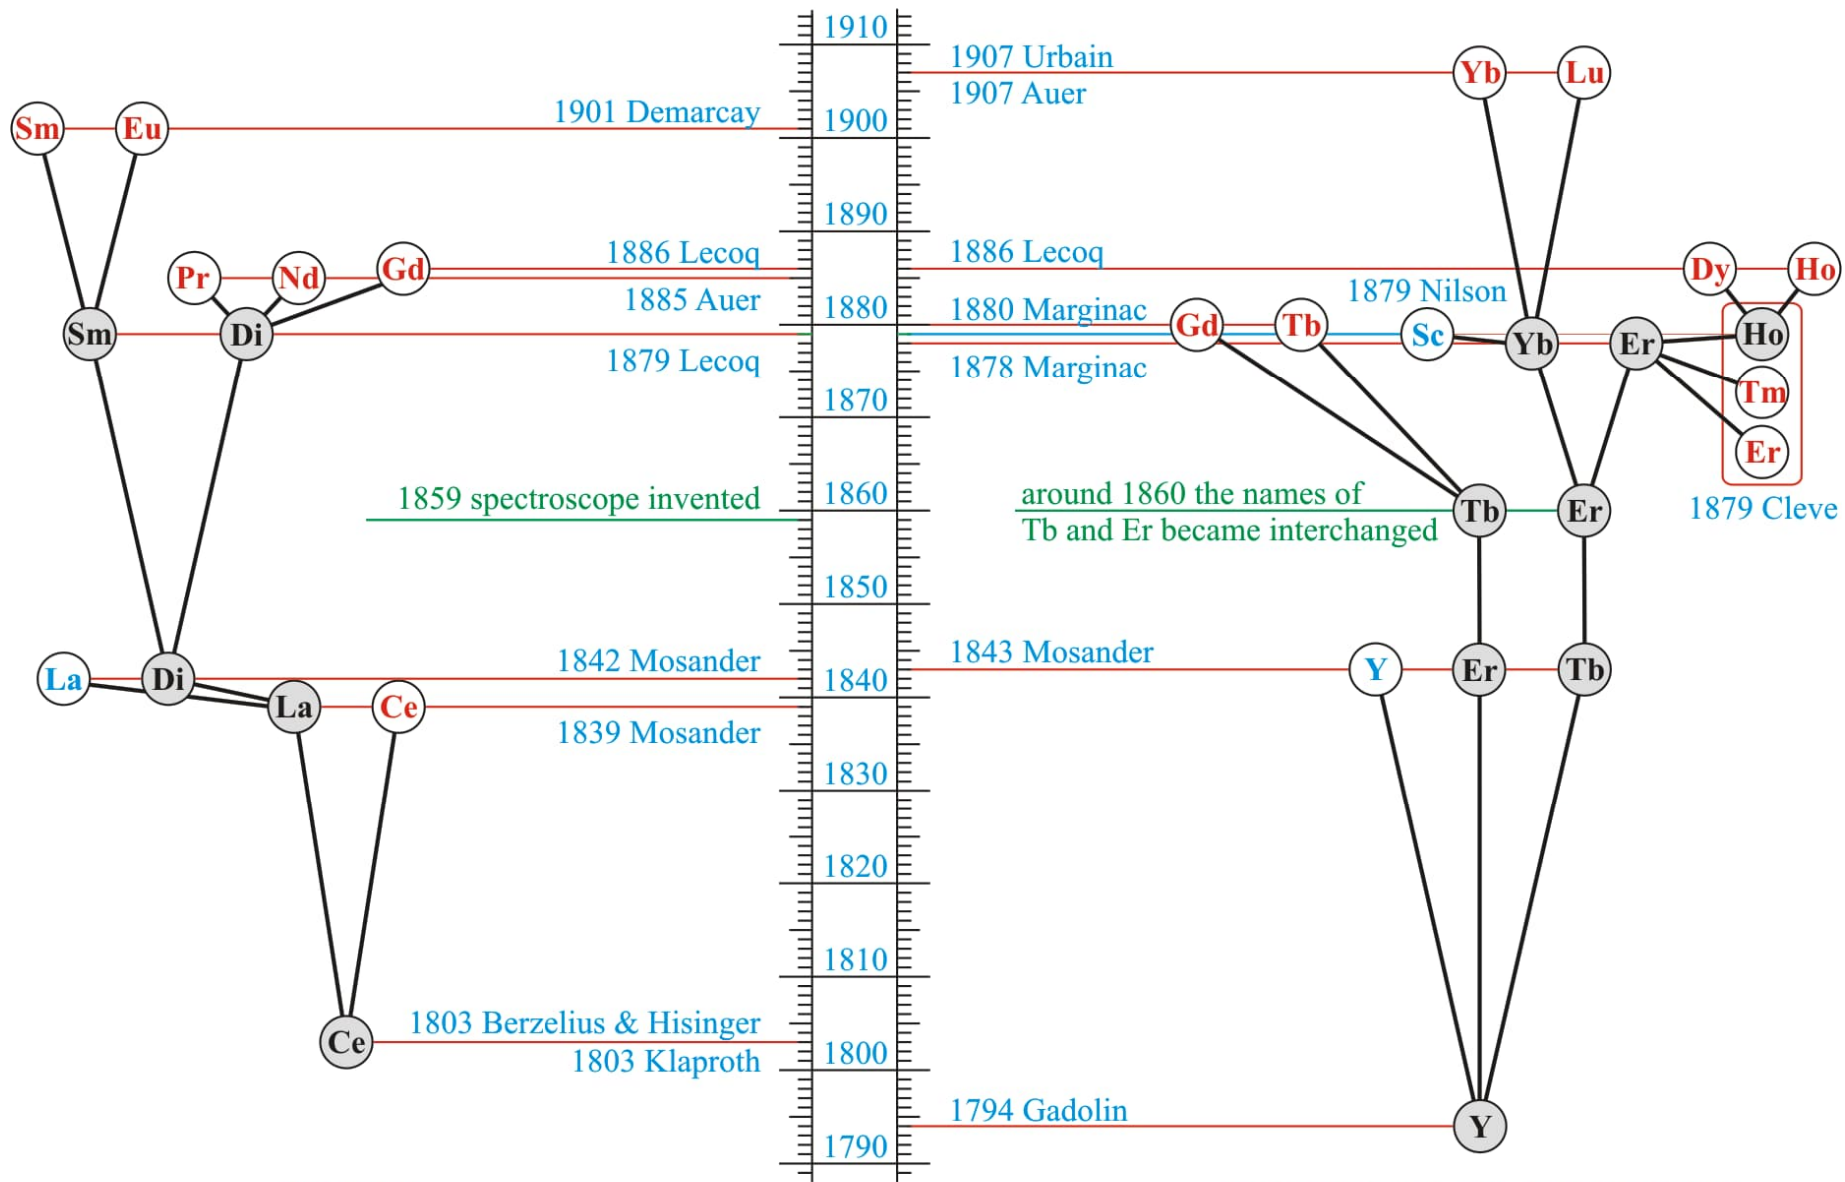 1910
1907 Urbain
Yb
Lu
1907 Auer
1901 Demarcay
1900
Sm
Eu
1890
1886 Lecoq
1886 Lecoq
Pr
Nd
Gd
Dy
Ho
1885 Auer
1880
1880 Marginac
1879 Nilson
Gd
Tb
Sc
Yb
Er
Ho
Sm
Di
1879 Lecoq
1878 Marginac
Tm
1870
Er
1859 spectroscope invented
1860
around 1860 the names of
Tb and Er became interchanged
Tb
Er
1879 Cleve
1850
1842 Mosander
1843 Mosander
Y
Er
Tb
La
Di
1840
La
Ce
1839 Mosander
1830
1820
1810
1803 Berzelius & Hisinger
Ce
1803 Klaproth
1800
1794 Gadolin
Y
1790